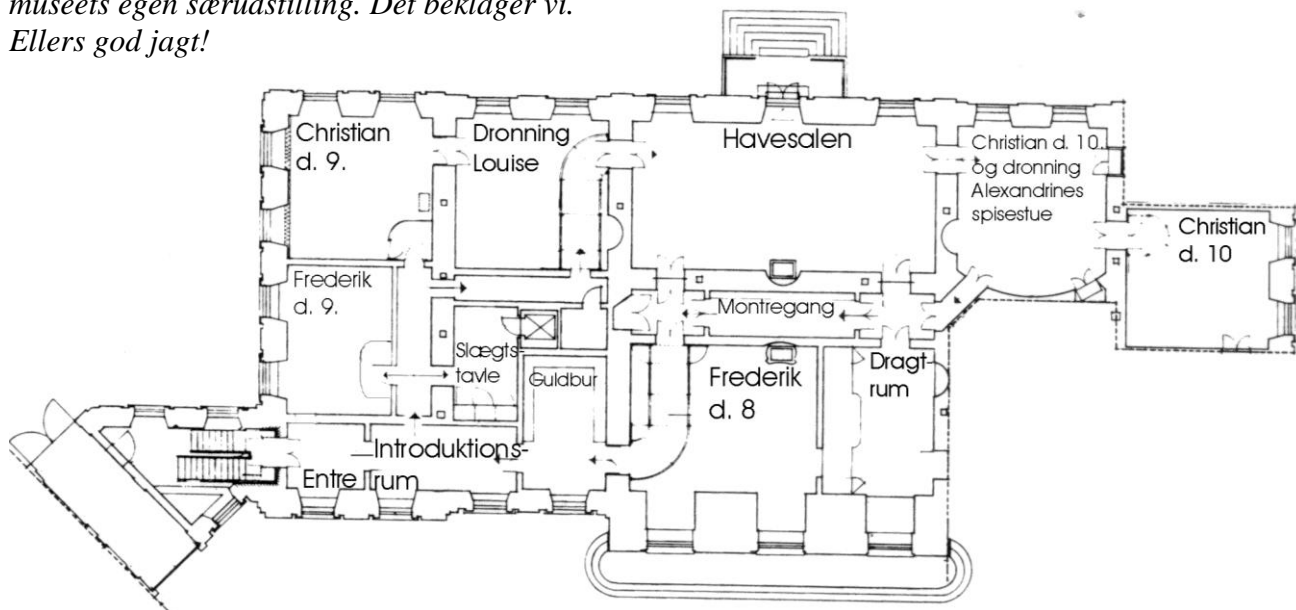 museets egen særudstilling. Det beklager vi.
Ellers god jagt!
Christian
d. 9.
Dronning
Louise
Havesalen
Christian d. 10.
og dronning
Alexandrines
spisestue
Christian
d. 10
Frederik
d. 9.
Montregang
Slægts-
tavle
Guldbur
Frederik
d. 8
Dragt-
rum
Entre
Introduktions-
rum